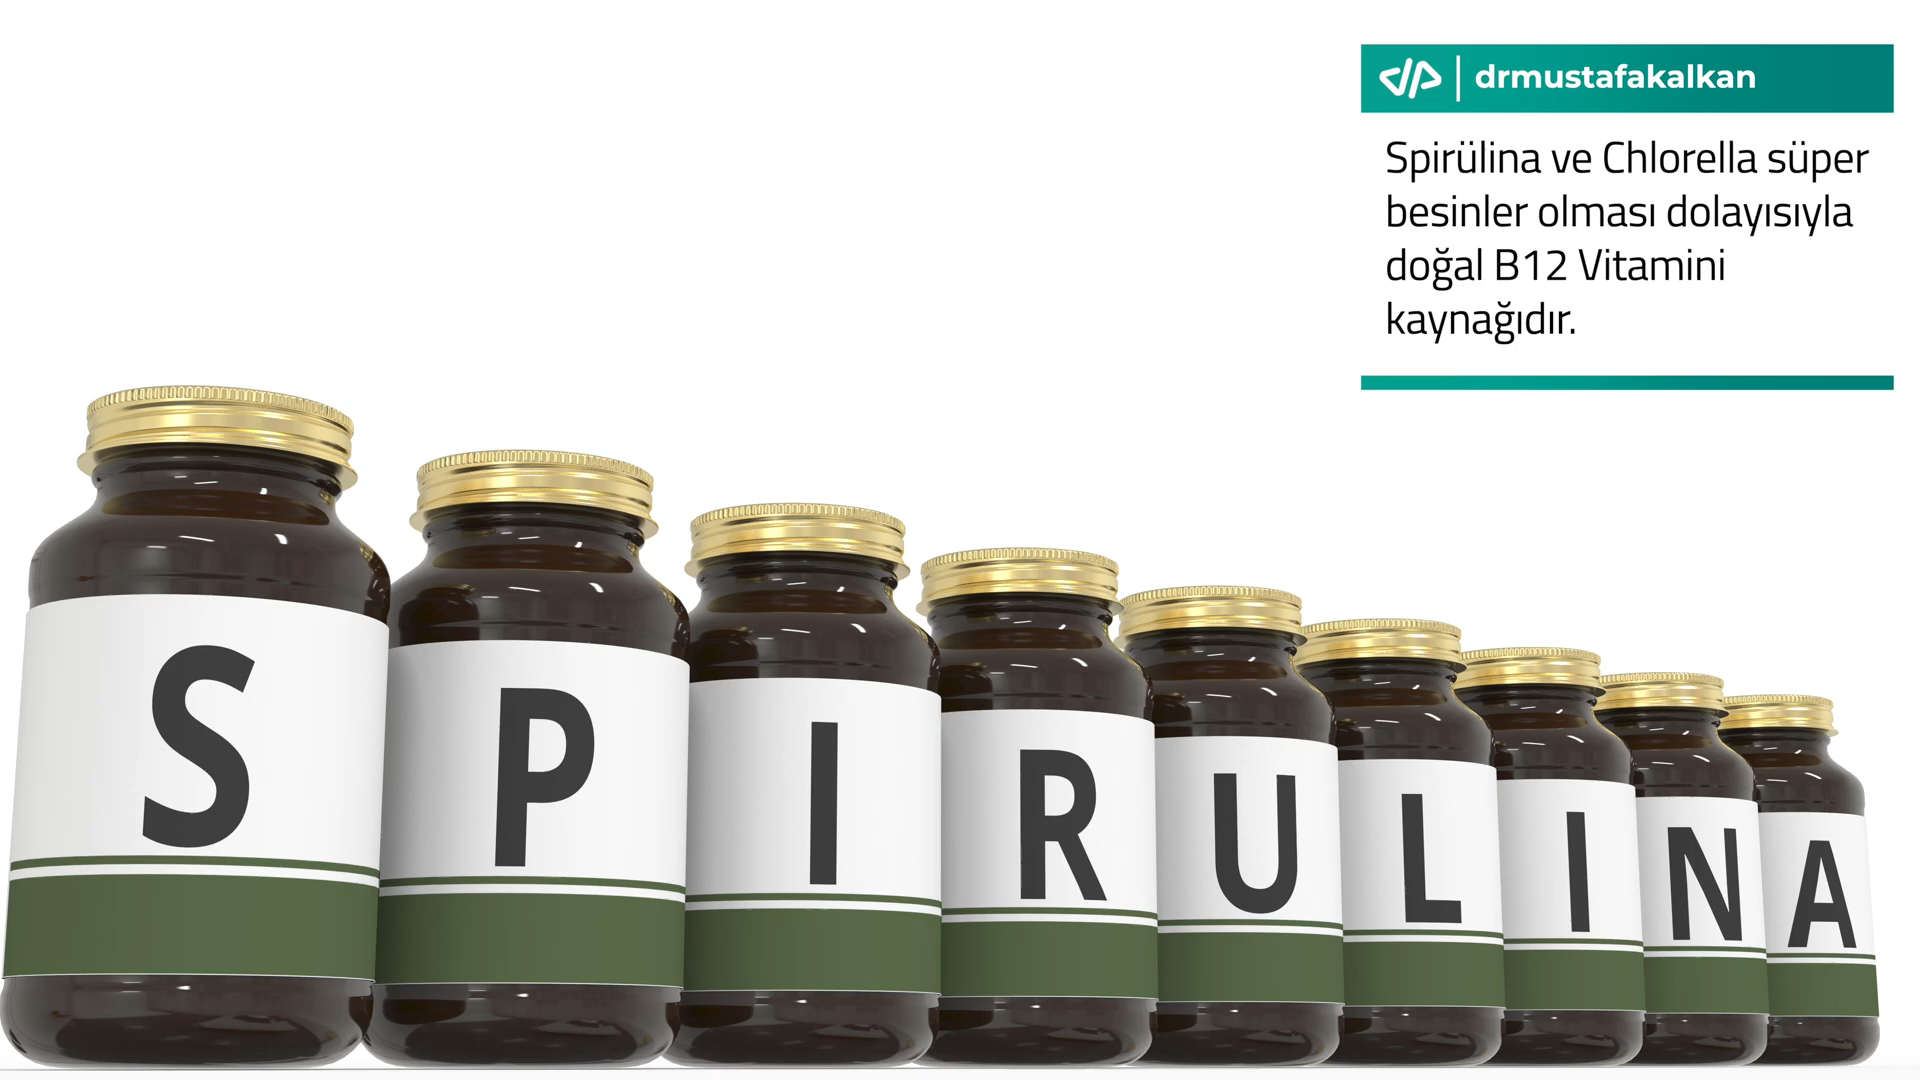 drmustafakalkan
Spirülina ve Chlorella süper
besinler olması dolayısıyla
doğal B12 Vitamini
kaynağıdır.
SPIRULINA